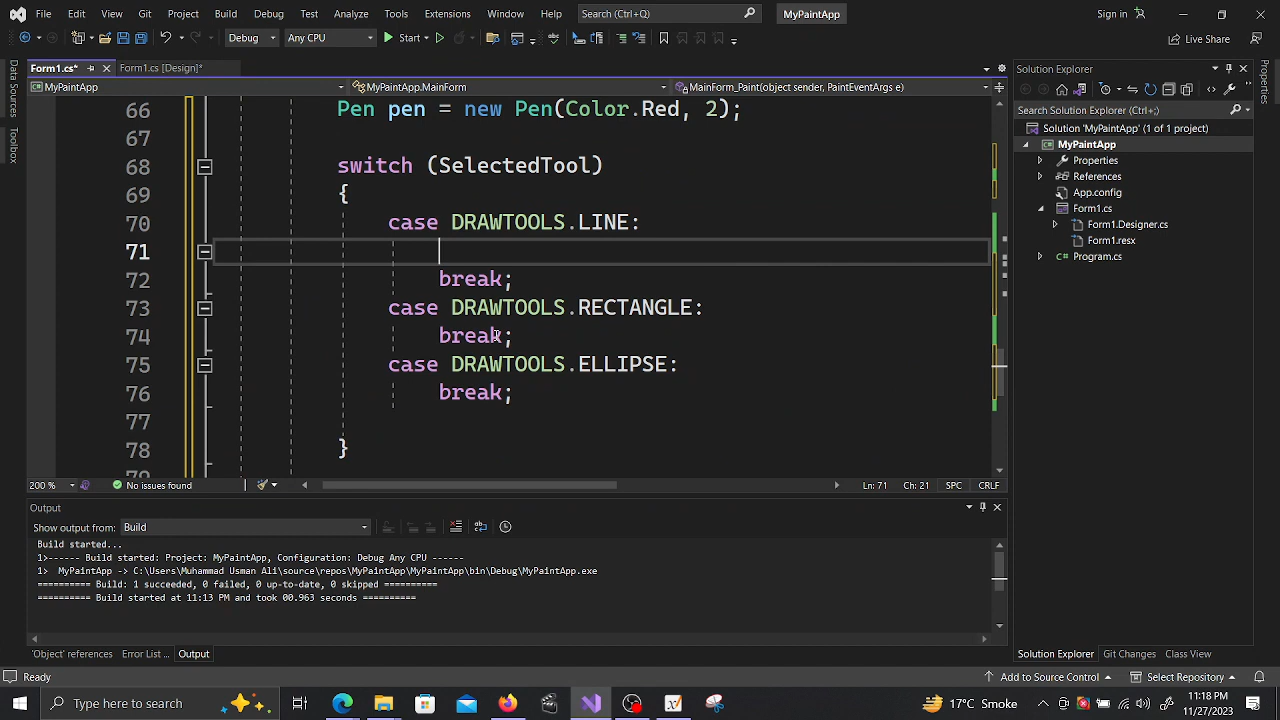 File Edit View Git Project Build Debug Test Analyze Tools Extensions Window Help Search (Ctrl+Q) MyPaintApp Sign in
Debug Any CPU Start Live Share
Form1.cs* Form1.cs [Design]*
MyPaintApp MyPaintApp.MainForm MainForm_Paint(object sender, PaintEventArgs e)
Data Sources
Toolbox
66 Pen pen = new Pen(Color.Red, 2);
67
68 switch (SelectedTool)
69 {
70 case DRAWTOOLS.LINE:
71
72 break;
73 case DRAWTOOLS.RECTANGLE:
74 break;
75 case DRAWTOOLS.ELLIPSE:
76 break;
77
78 }
200 % No issues found Ln: 71 Ch: 21 SPC CRLF
Output
Show output from: Build
Build started...
1>------ Build started: Project: MyPaintApp, Configuration: Debug Any CPU ------
1> MyPaintApp -> C:\Users\Muhammad Usman Ali\source\repos\MyPaintApp\MyPaintApp\bin\Debug\MyPaintApp.exe
========== Build: 1 succeeded, 0 failed, 0 up-to-date, 0 skipped ==========
========== Build started at 11:13 PM and took 00.963 seconds ==========
'Object' references Error List ... Output
Solution Explorer
Search Solution Explorer (Ctrl+;)
Solution 'MyPaintApp' (1 of 1 project)
MyPaintApp
Properties
References
App.config
Form1.cs
Form1.Designer.cs
Form1.resx
Program.cs
Solution Explorer Git Changes Class View
Properties
Ready Add to Source Control Select Repository
Type here to search 17°C Smoke 11:18 PM
11/27/2023